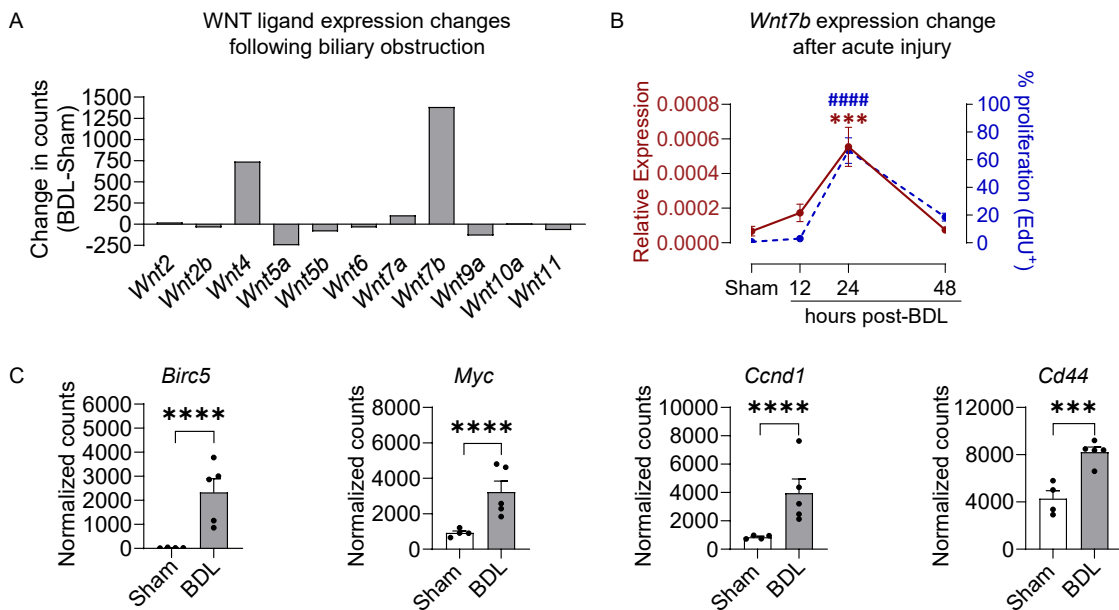 A
WNT ligand expression changes
following biliary obstruction
Change in counts
(BDL-Sham)
1500
1250
1000
750
500
250
0
-250
Wnt2
Wnt2b
Wnt4
Wnt5a
Wnt5b
Wnt6
Wnt7a
Wnt7b
Wnt9a
Wnt10a
Wnt11
B
Wnt7b expression change
after acute injury
Relative Expression
0.0008
0.0006
0.0004
0.0002
0.0000
####
***
100
80
60
40
20
0
% proliferation (EdU+)
Sham
12
24
48
hours post-BDL
C
Birc5
Normalized counts
6000
5000
4000
3000
2000
1000
0
****
Sham
BDL
Myc
Normalized counts
8000
6000
4000
2000
0
****
Sham
BDL
Ccnd1
Normalized counts
10000
8000
6000
4000
2000
0
****
Sham
BDL
Cd44
Normalized counts
12000
8000
4000
0
***
Sham
BDL